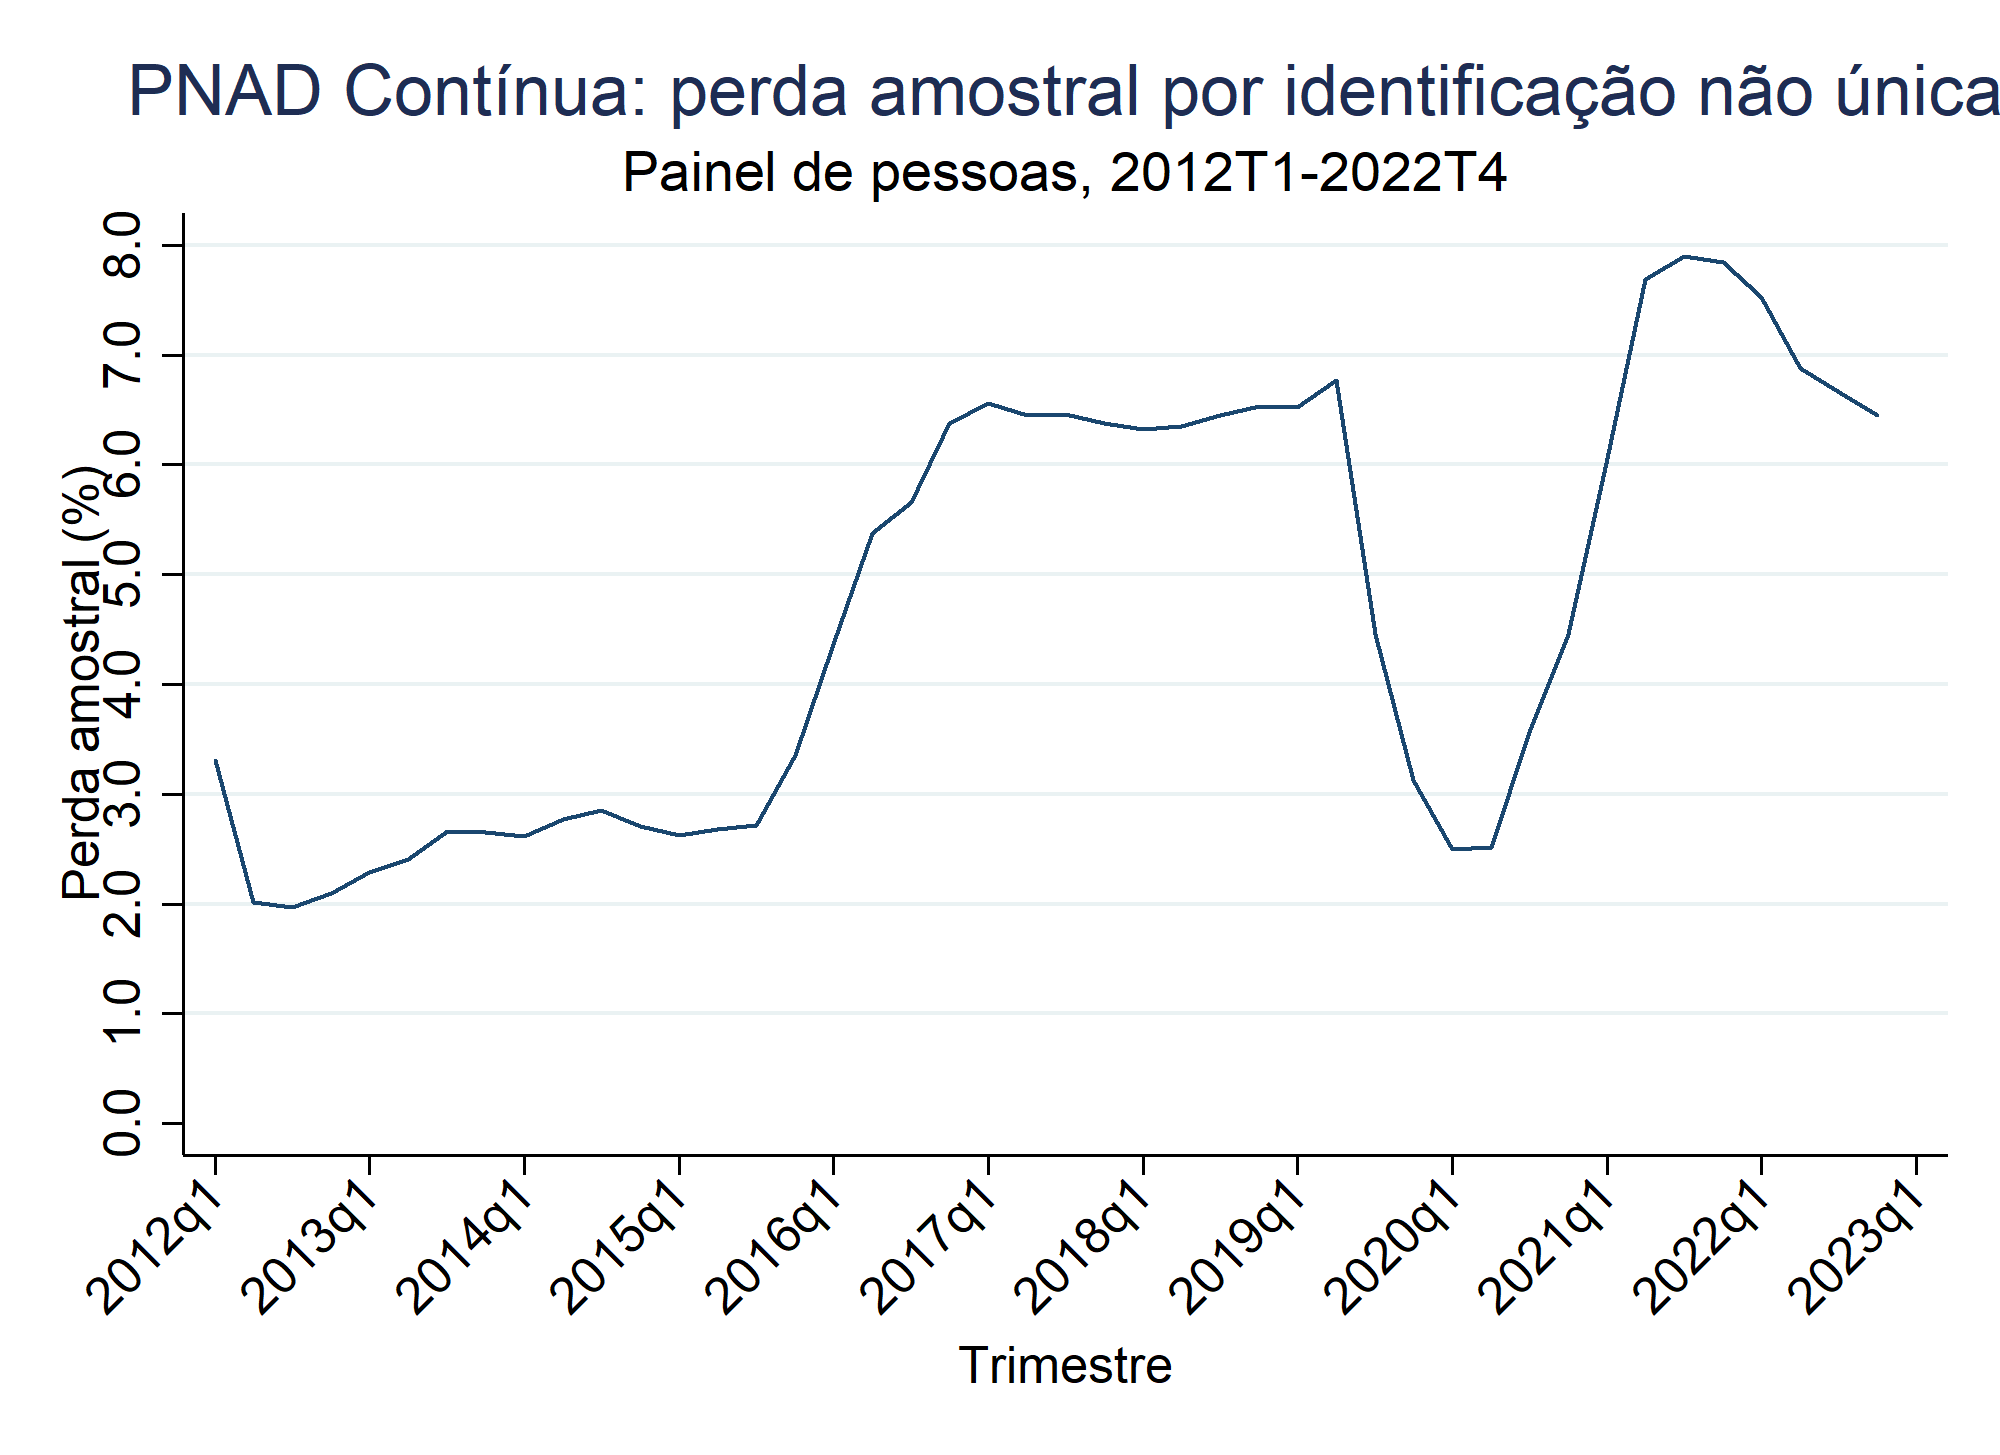 PNAD Contínua: perda amostral por identificação não única
Painel de pessoas, 2012T1-2022T4
Perda amostral (%)
8.0
7.0
6.0
5.0
4.0
3.0
2.0
1.0
0.0
2012q1
2013q1
2014q1
2015q1
2016q1
2017q1
2018q1
2019q1
2020q1
2021q1
2022q1
2023q1
Trimestre